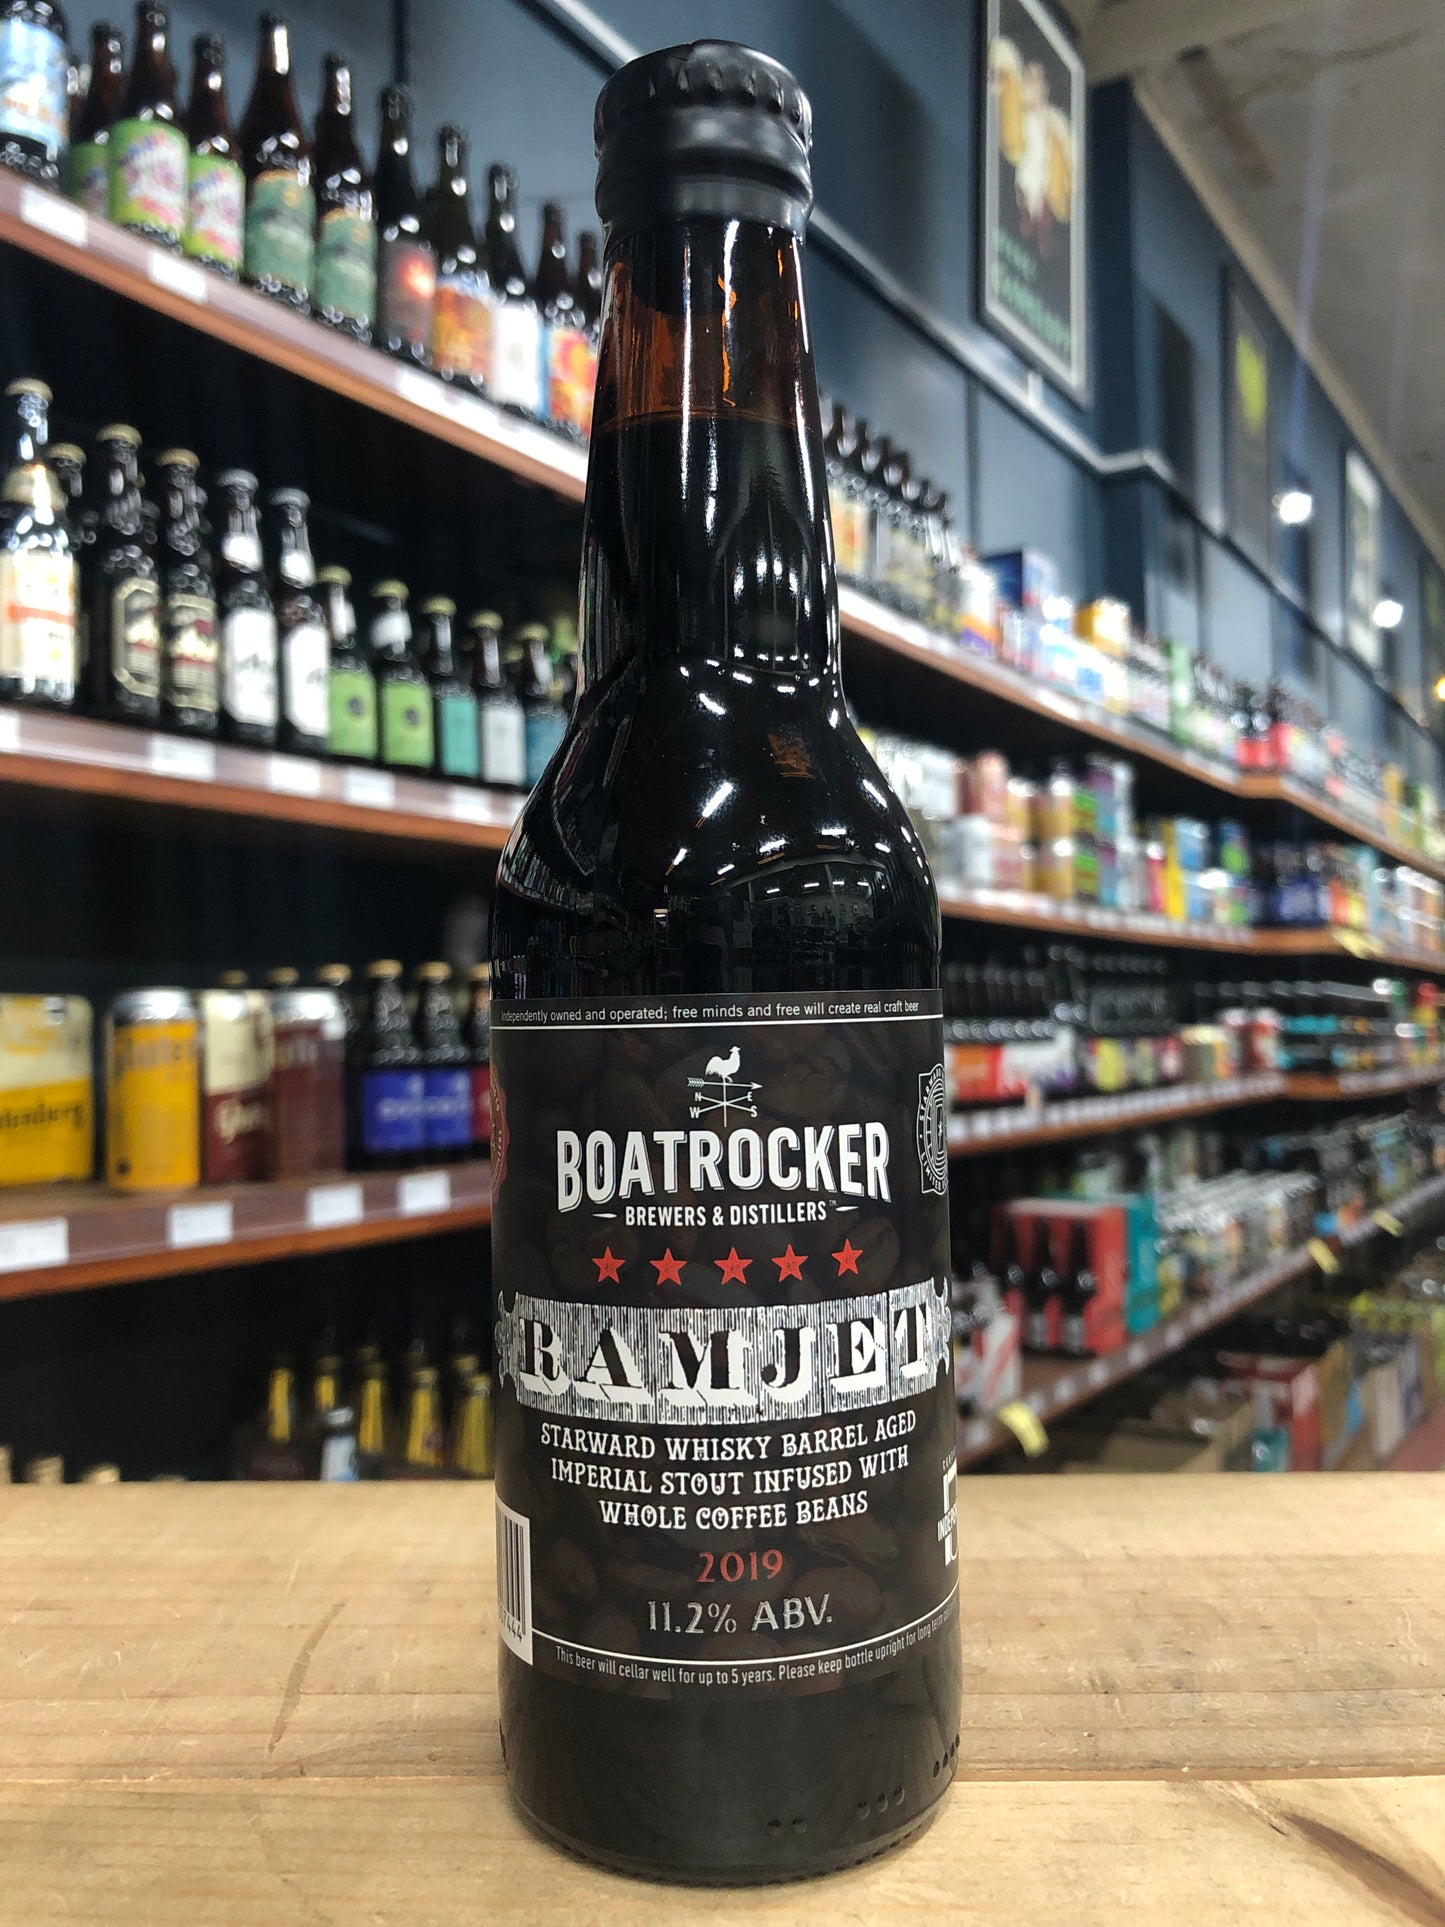 Independently owned and operated; free minds and free will create real craft beer
N E
W S
BOATROCKER
BREWERS & DISTILLERS™
RAMJET
STARWARD WHISKY BARREL AGED
IMPERIAL STOUT INFUSED WITH
WHOLE COFFEE BEANS
2019
11.2% ABV.
This beer will cellar well for up to 5 years. Please keep bottle upright for long term